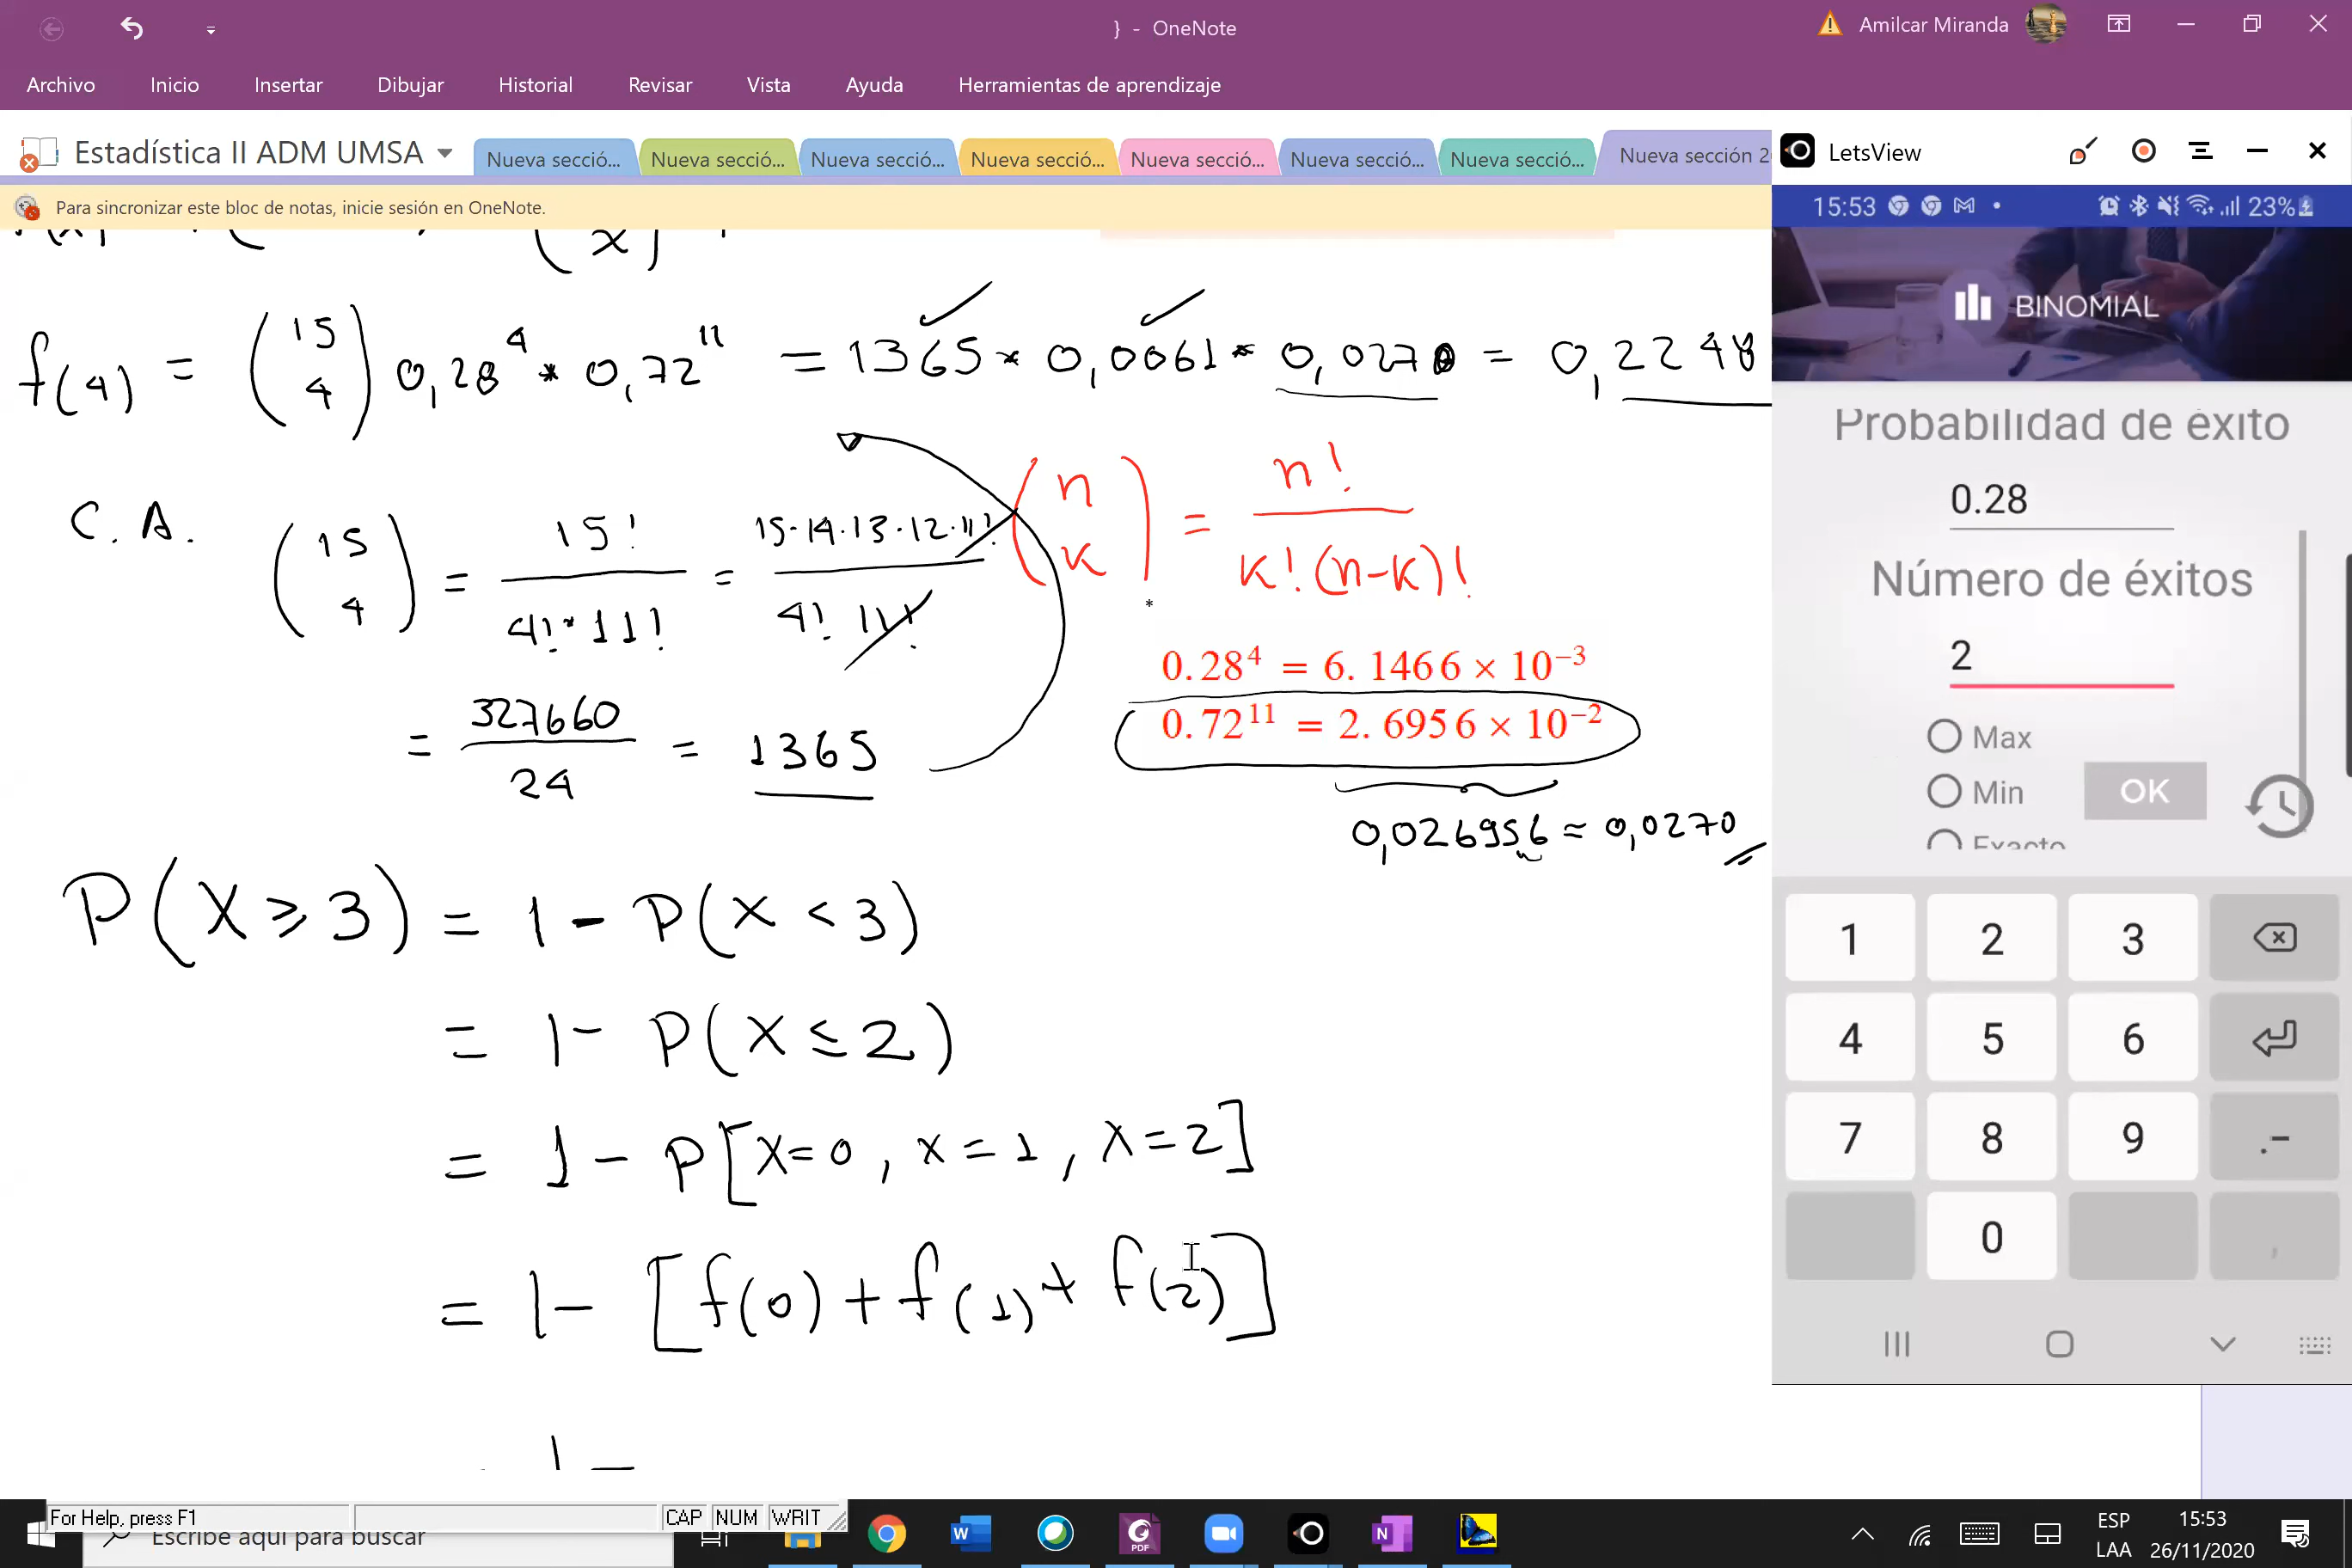 } - OneNote
Amilcar Miranda
Archivo Inicio Insertar Dibujar Historial Revisar Vista Ayuda Herramientas de aprendizaje
Estadística II ADM UMSA
Nueva secció... Nueva secció... Nueva secció... Nueva secció... Nueva secció... Nueva secció... Nueva secció... Nueva sección 2
Para sincronizar este bloc de notas, inicie sesión en OneNote.
f(4) = (15 4) 0,28^4 * 0,72^11 = 1365 * 0,0061 * 0,0270 = 0,2248
(n k) = n! / k!(n-k)!
C. A. (15 4) = 15! / 4!*11! = 15·14·13·12·11! / 4! 11!
= 327660 / 24 = 1365
*
0.28^4 = 6.1466 × 10^−3
0.72^11 = 2.6956 × 10^−2
0,026956 ≈ 0,0270
P(X ≥ 3) = 1 - P(X < 3)
= 1 - P(X ≤ 2)
= 1 - P[X=0, X=1, X=2]
= 1 - [f(0) + f(1) + f(2)]
LetsView
15:53 23%
BINOMIAL
Probabilidad de éxito
0.28
Número de éxitos
2
Max
Min
OK
Exacto
1 2 3
4 5 6
7 8 9 .-
0 ,
For Help, press F1
CAP NUM WRIT
Escribe aquí para buscar
ESP
LAA
15:53
26/11/2020